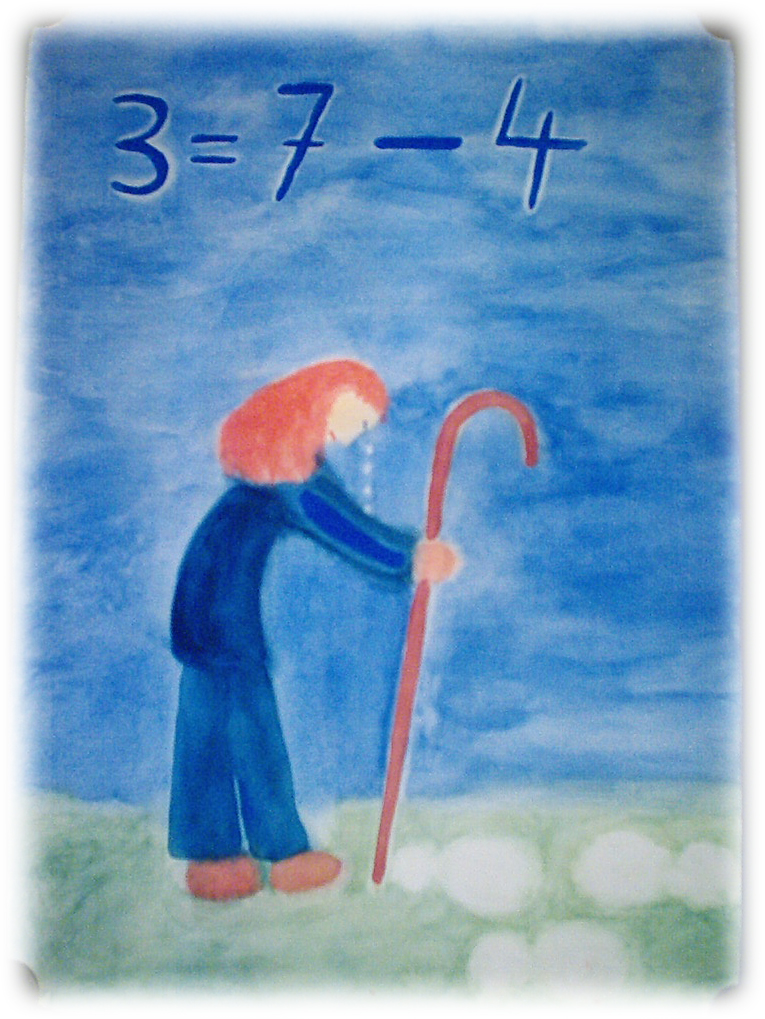 3 = 7 – 4